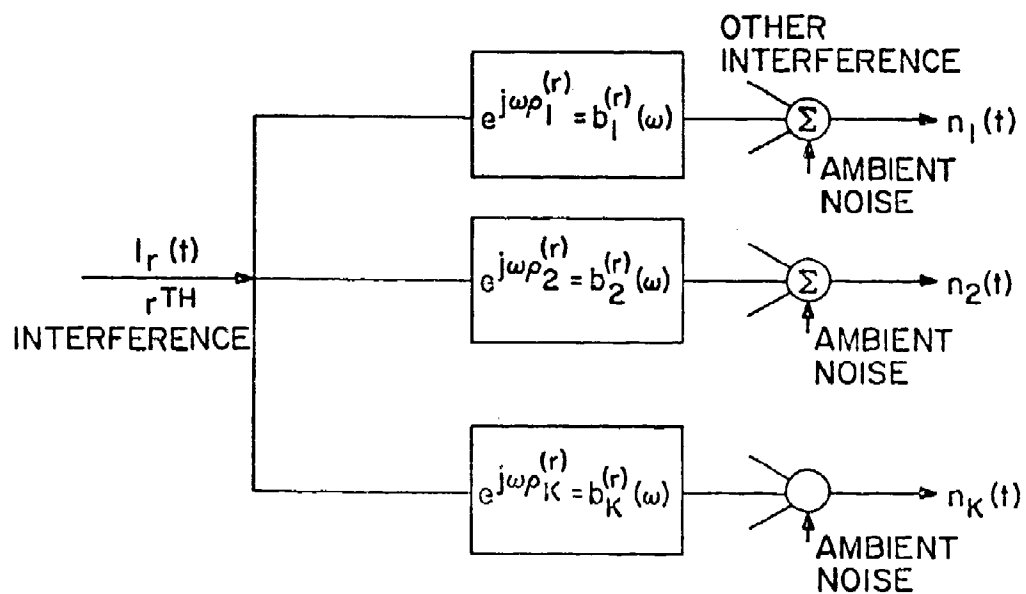 OTHER
INTERFERENCE
e^{jωρ_1^{(r)}} = b_1^{(r)}(ω)
Σ
n_1(t)
AMBIENT
NOISE
I_r(t)
r^TH
INTERFERENCE
e^{jωρ_2^{(r)}} = b_2^{(r)}(ω)
Σ
n_2(t)
AMBIENT
NOISE
e^{jωρ_K^{(r)}} = b_K^{(r)}(ω)
n_K(t)
AMBIENT
NOISE